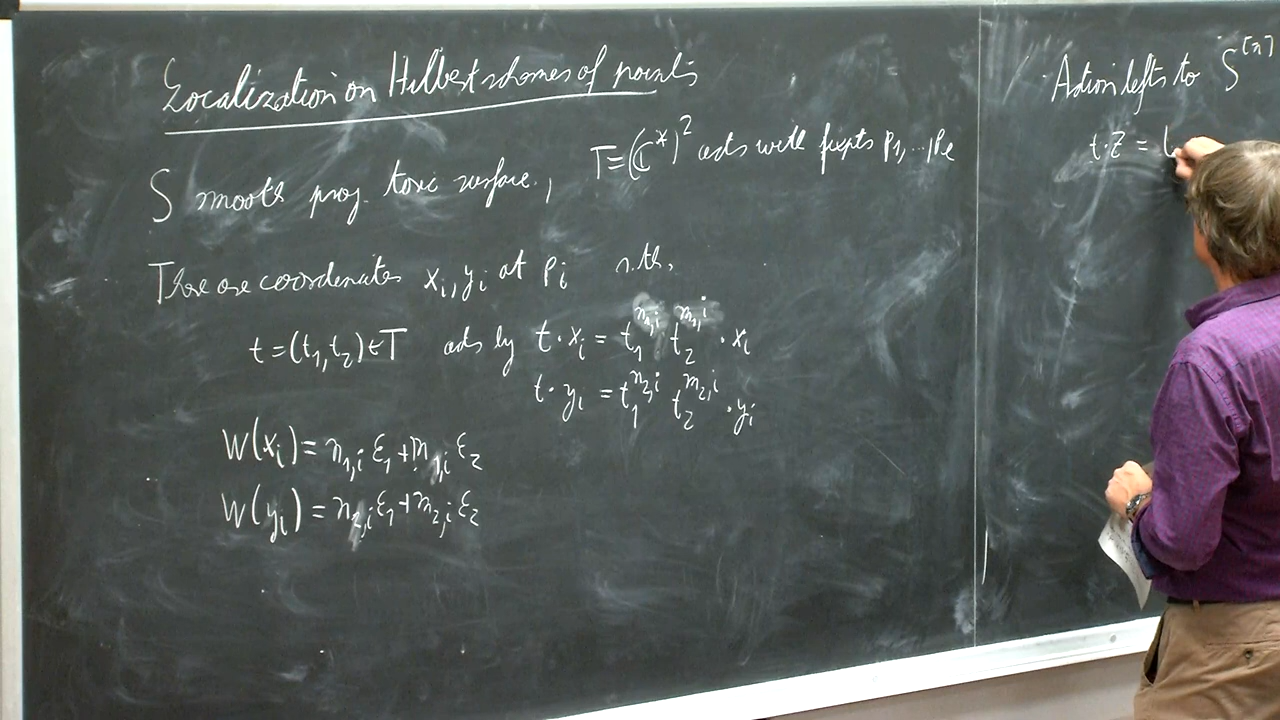 Localization on Hilbert schemes of points
S smooth proj. toric surface, T=(ℂ*)² acts with fixpts p₁,...,pₑ
There are coordinates xᵢ, yᵢ at pᵢ s.th.
t=(t₁,t₂)∈T acts by t·xᵢ = t₁^{n₁,ᵢ} t₂^{m₁,ᵢ} · xᵢ
t·yᵢ = t₁^{n₂,ᵢ} t₂^{m₂,ᵢ} · yᵢ
W(xᵢ) = n₁,ᵢ ε₁ + m₁,ᵢ ε₂
W(yᵢ) = n₂,ᵢ ε₁ + m₂,ᵢ ε₂
Action lifts to S^{[n]}
t·Z =